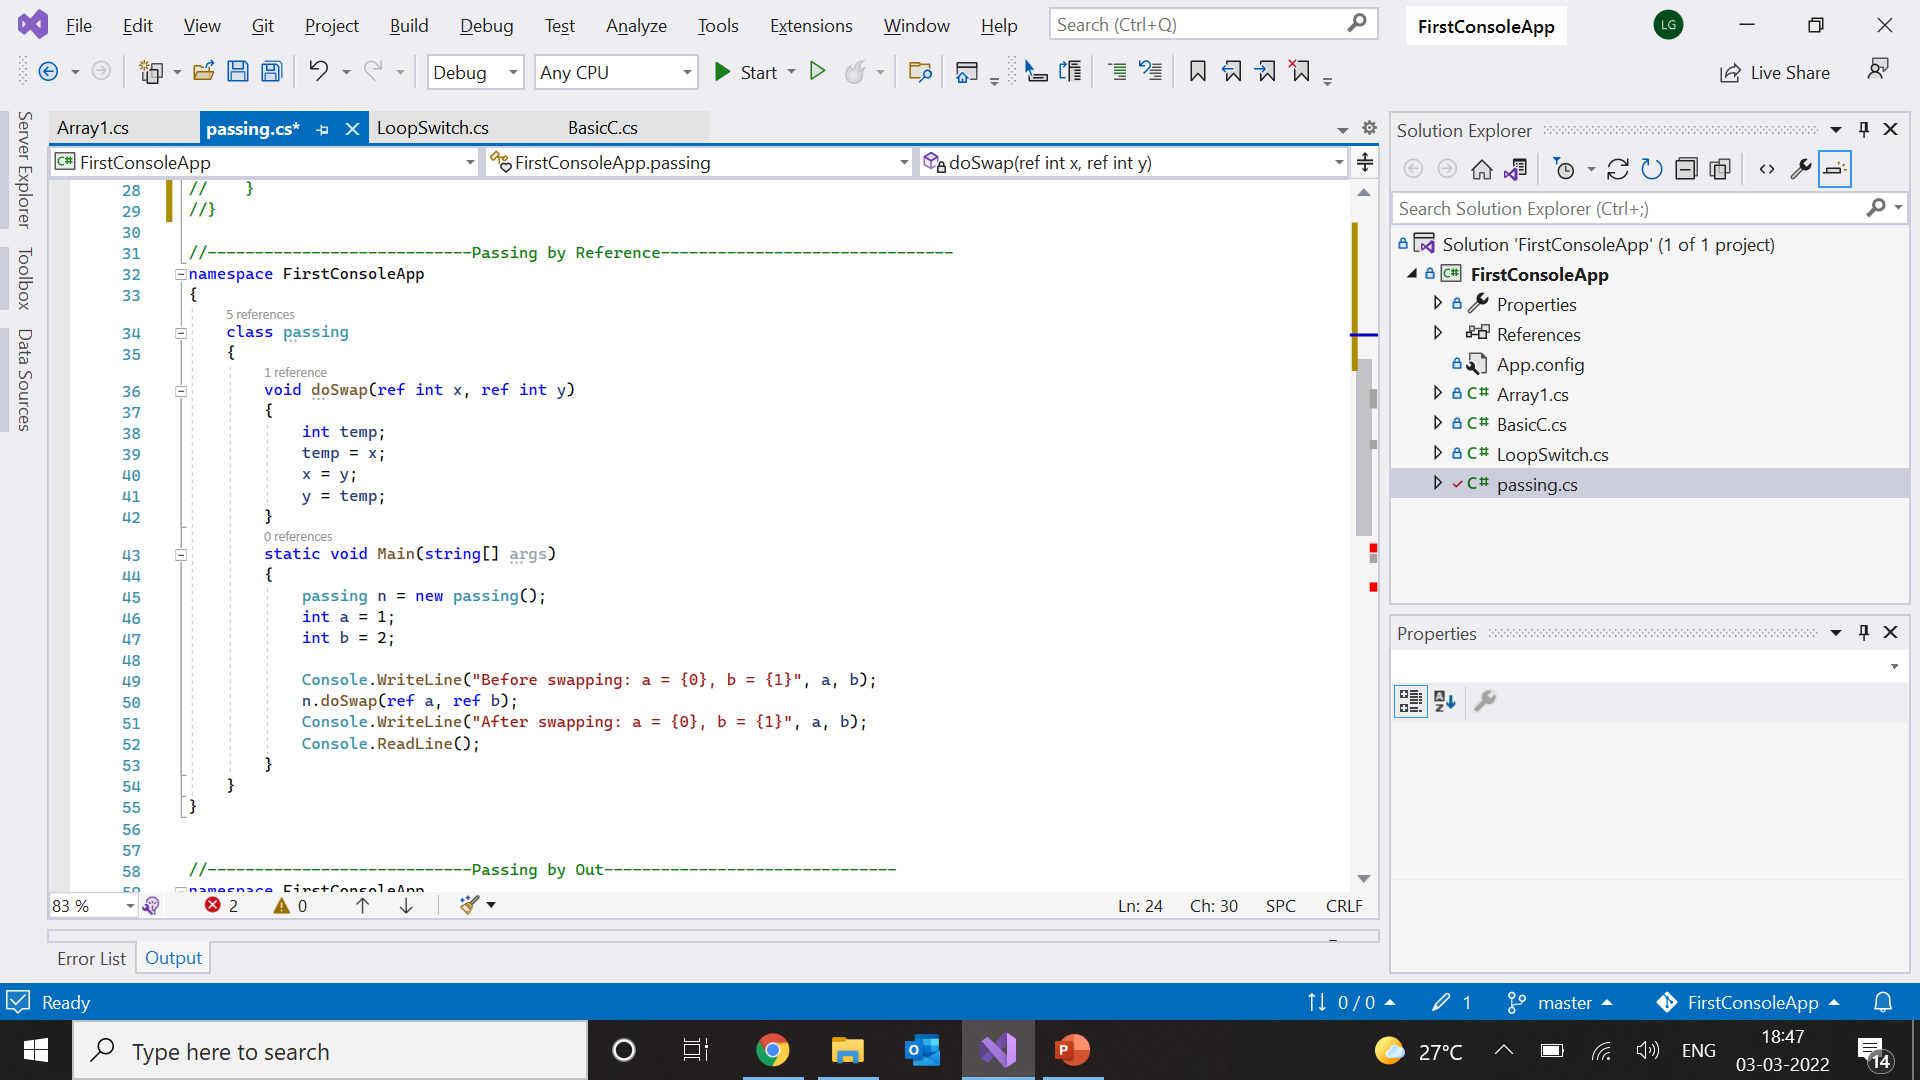 File Edit View Git Project Build Debug Test Analyze Tools Extensions Window Help Search (Ctrl+Q) FirstConsoleApp LG
Debug Any CPU Start Live Share
Server Explorer
Toolbox
Data Sources
Array1.cs passing.cs* LoopSwitch.cs BasicC.cs
C# FirstConsoleApp FirstConsoleApp.passing doSwap(ref int x, ref int y)
28 //    }
29 //}
30
31 //----------------------------Passing by Reference-------------------------------
32 namespace FirstConsoleApp
33 {
5 references
34 class passing
35 {
1 reference
36 void doSwap(ref int x, ref int y)
37 {
38 int temp;
39 temp = x;
40 x = y;
41 y = temp;
42 }
0 references
43 static void Main(string[] args)
44 {
45 passing n = new passing();
46 int a = 1;
47 int b = 2;
48
49 Console.WriteLine("Before swapping: a = {0}, b = {1}", a, b);
50 n.doSwap(ref a, ref b);
51 Console.WriteLine("After swapping: a = {0}, b = {1}", a, b);
52 Console.ReadLine();
53 }
54 }
55 }
56
57
58 //----------------------------Passing by Out-------------------------------
59 namespace FirstConsoleApp
83 % 2 0 Ln: 24 Ch: 30 SPC CRLF
Error List Output
Solution Explorer
Search Solution Explorer (Ctrl+;)
Solution 'FirstConsoleApp' (1 of 1 project)
C# FirstConsoleApp
Properties
References
App.config
C# Array1.cs
C# BasicC.cs
C# LoopSwitch.cs
C# passing.cs
Properties
Ready 0 / 0 1 master FirstConsoleApp
Type here to search 27°C ENG 18:47
03-03-2022 14